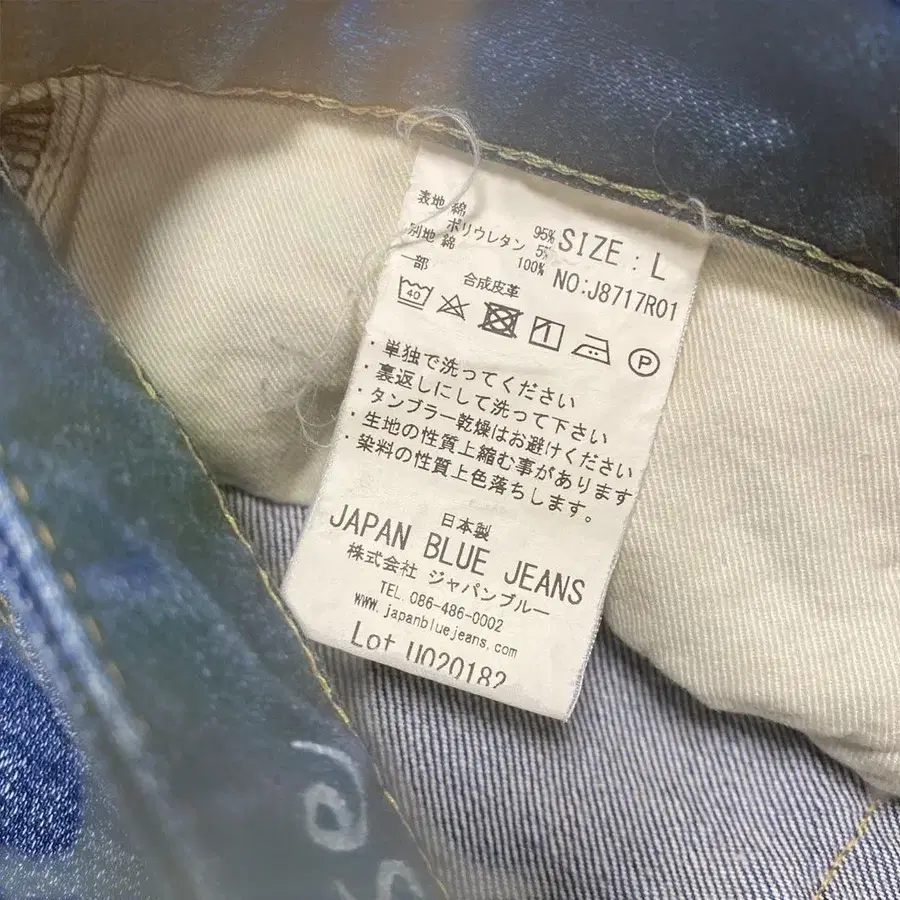 表地 綿 95%
ポリウレタン 5%
別地 綿 100%
一部 合成皮革
SIZE : L
NO:J8717R01
40
1
P
・単独で洗ってください
・裏返しにして洗って下さい
・タンブラー乾燥はお避けください
・生地の性質上縮む事があります
・染料の性質上色落ちします。
日本製
JAPAN BLUE JEANS
株式会社 ジャパンブルー
TEL.086-486-0002
www.japanbluejeans.com
Lot U020182